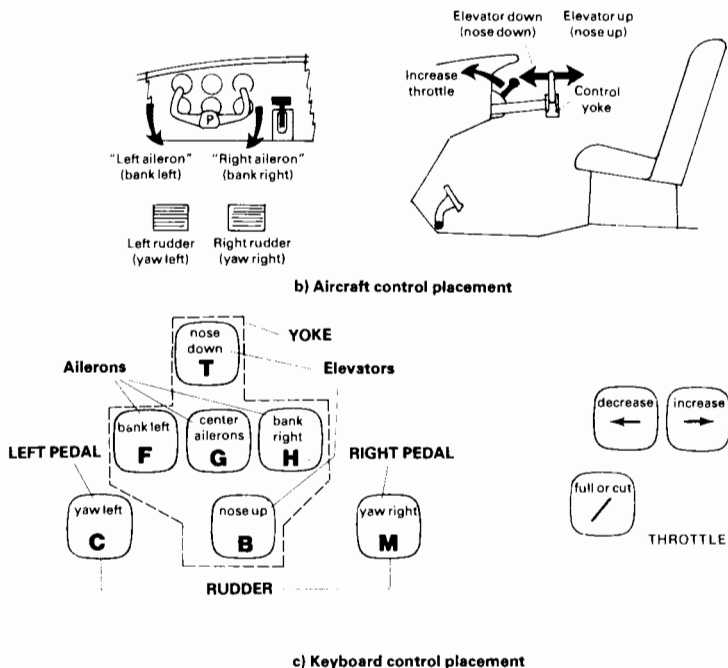 Elevator down
(nose down)
Elevator up
(nose up)
Increase
throttle
Control
yoke
P
"Left aileron"
(bank left)
"Right aileron"
(bank right)
Left rudder
(yaw left)
Right rudder
(yaw right)
b) Aircraft control placement
nose
down
T
YOKE
Ailerons
Elevators
bank left
F
center
ailerons
G
bank
right
H
decrease
←
increase
→
LEFT PEDAL
RIGHT PEDAL
full or cut
/
yaw left
C
nose up
B
yaw right
M
THROTTLE
RUDDER
c) Keyboard control placement